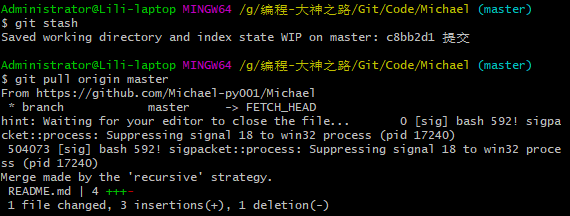 Administrator@Lili-laptop MINGW64 /g/编程-大神之路/Git/Code/Michael (master)
$ git stash
Saved working directory and index state WIP on master: c8bb2d1 提交
Administrator@Lili-laptop MINGW64 /g/编程-大神之路/Git/Code/Michael (master)
$ git pull origin master
From https://github.com/Michael-py001/Michael
 * branch            master     -> FETCH_HEAD
hint: Waiting for your editor to close the file...       0 [sig] bash 592! sigpa
cket::process: Suppressing signal 18 to win32 process (pid 17240)
 504073 [sig] bash 592! sigpacket::process: Suppressing signal 18 to win32 proce
ss (pid 17240)
Merge made by the 'recursive' strategy.
 README.md | 4 +++-
 1 file changed, 3 insertions(+), 1 deletion(-)